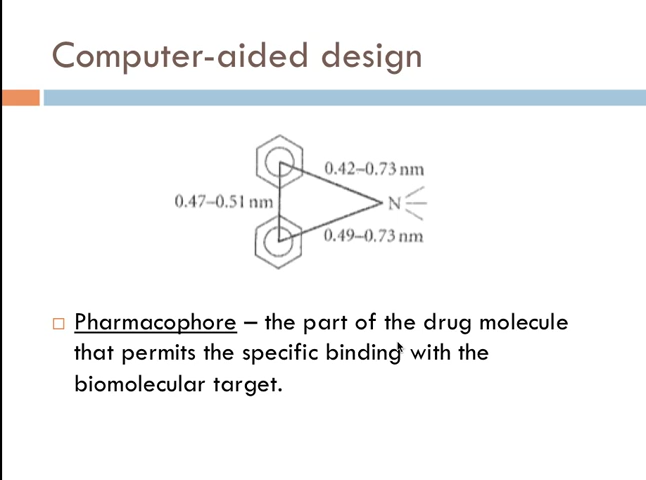 Computer-aided design
0.42–0.73 nm
0.47–0.51 nm
N
0.49–0.73 nm
Pharmacophore – the part of the drug molecule
that permits the specific binding with the
biomolecular target.